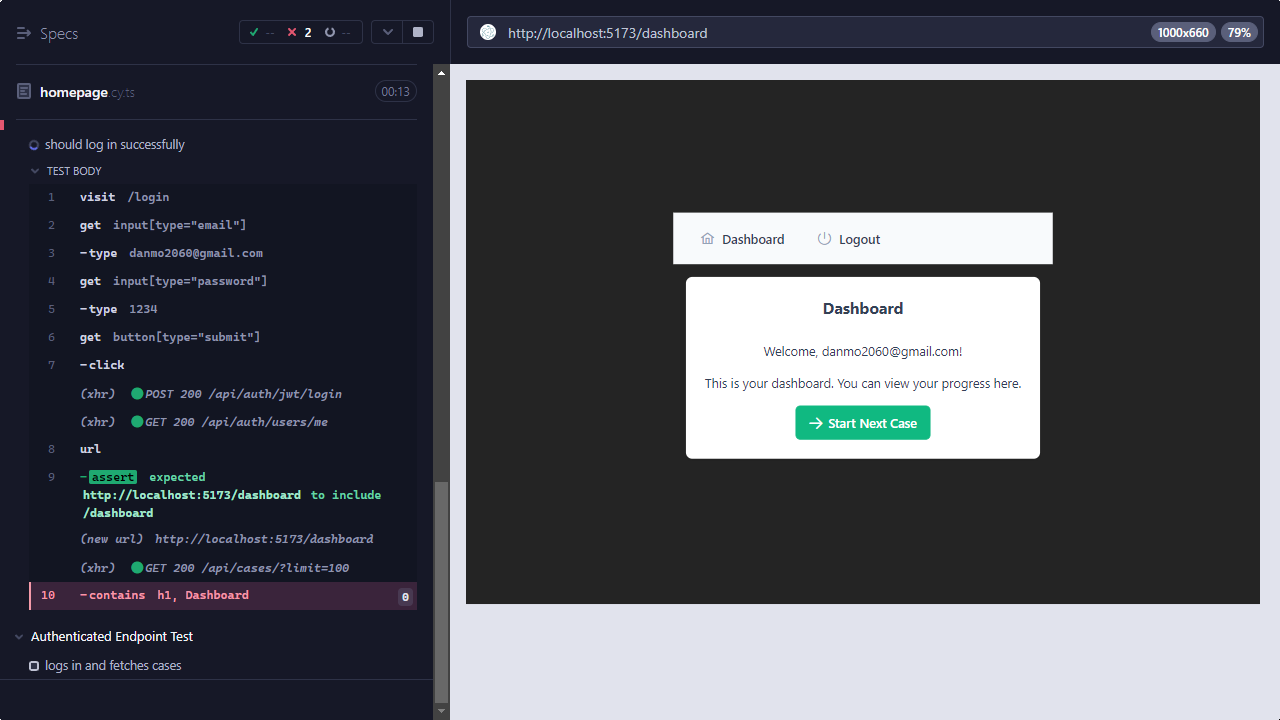 Specs
-- 2 --
homepage.cy.ts 00:13
should log in successfully
TEST BODY
1 visit /login
2 get input[type="email"]
3 -type danmo2060@gmail.com
4 get input[type="password"]
5 -type 1234
6 get button[type="submit"]
7 -click
(xhr) POST 200 /api/auth/jwt/login
(xhr) GET 200 /api/auth/users/me
8 url
9 -assert expected
http://localhost:5173/dashboard to include
/dashboard
(new url) http://localhost:5173/dashboard
(xhr) GET 200 /api/cases/?limit=100
10 -contains h1, Dashboard 0
Authenticated Endpoint Test
logs in and fetches cases
http://localhost:5173/dashboard 1000x660 79%
Dashboard Logout
Dashboard
Welcome, danmo2060@gmail.com!
This is your dashboard. You can view your progress here.
Start Next Case